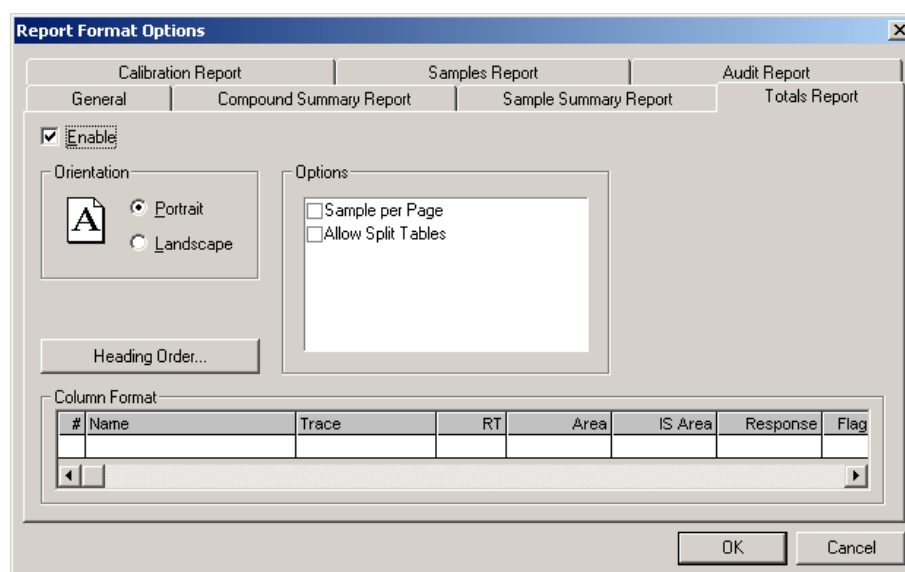 Report Format Options
Calibration Report Samples Report Audit Report
General Compound Summary Report Sample Summary Report Totals Report
Enable
Orientation
A
Portrait
Landscape
Options
Sample per Page
Allow Split Tables
Heading Order...
Column Format
# Name Trace RT Area IS Area Response Flag
OK Cancel